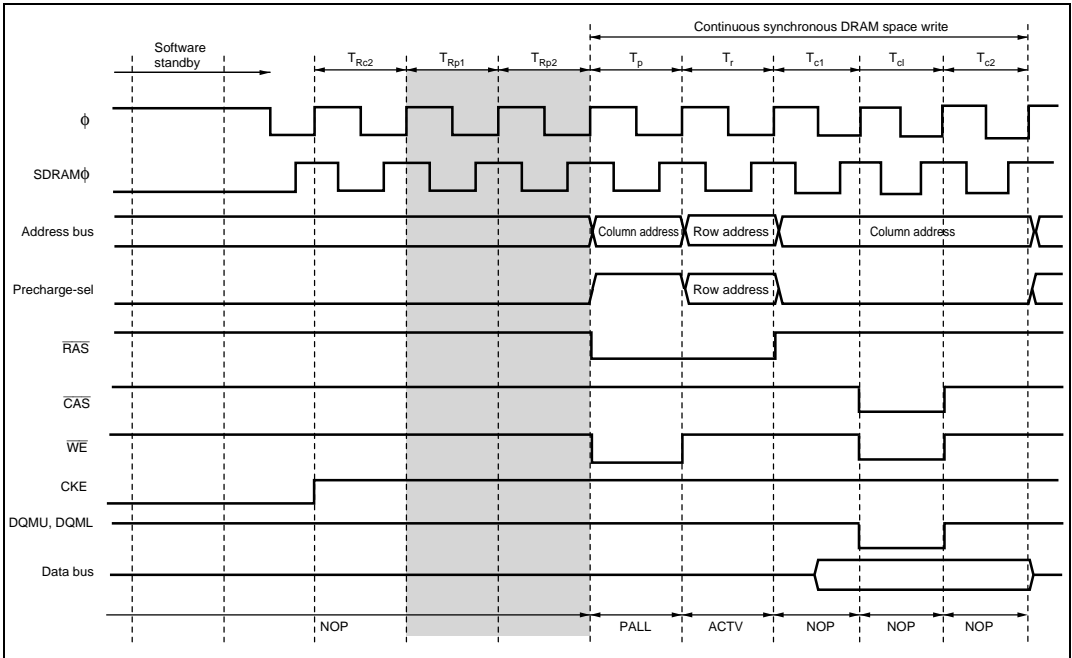 Continuous synchronous DRAM space write
Software
standby
TRc2 TRp1 TRp2 Tp Tr Tc1 Tcl Tc2
ϕ
SDRAMϕ
Address bus Column address Row address Column address
Precharge-sel Row address
RAS
CAS
WE
CKE
DQMU, DQML
Data bus
NOP PALL ACTV NOP NOP NOP